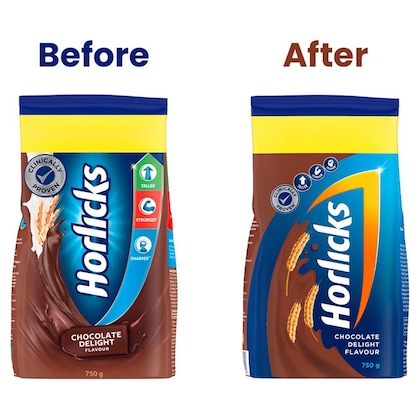 Before
After
CLINICALLY
PROVEN
TALLER
STRONGER
SHARPER
Horlicks
CHOCOLATE
DELIGHT
FLAVOUR
750 g
CLINICALLY
PROVEN
Horlicks
CHOCOLATE
DELIGHT
FLAVOUR
750 g